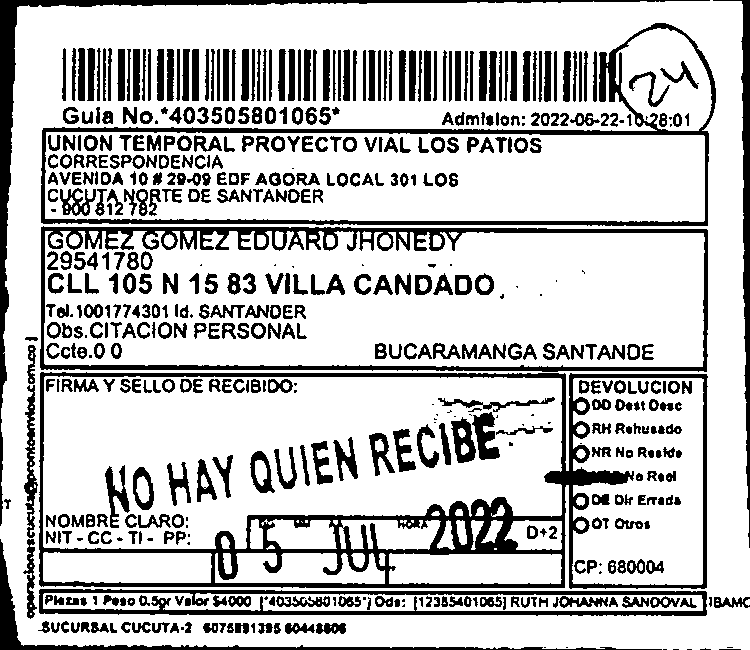 24
Guia No.*403505801065*
Admision: 2022-06-22-10:28:01
UNION TEMPORAL PROYECTO VIAL LOS PATIOS
CORRESPONDENCIA
AVENIDA 10 # 29-09 EDF AGORA LOCAL 301 LOS
CUCUTA NORTE DE SANTANDER
- 900 812 782
GOMEZ GOMEZ EDUARD JHONEDY
29541780
CLL 105 N 15 83 VILLA CANDADO
Tel.1001774301 Id. SANTANDER
Obs.CITACION PERSONAL
Ccte.0 0 BUCARAMANGA SANTANDE
FIRMA Y SELLO DE RECIBIDO:
NO HAY QUIEN RECIBE
NOMBRE CLARO:
NIT - CC - TI - PP:
HORA
D+2
05 JUL 2022
DEVOLUCION
DD Dest Desc
RH Rehusado
NR No Reside
No Recl
DE Dir Errada
OT Otros
CP: 680004
operacionescucuta@prontoenvios.com.co |
Piezas 1 Peso 0.5gr Valor $4000 [*403505801065*] Ods: [12385401065] RUTH JOHANNA SANDOVAL IBAMO
SUCURSAL CUCUTA-2 6075891395 60448606